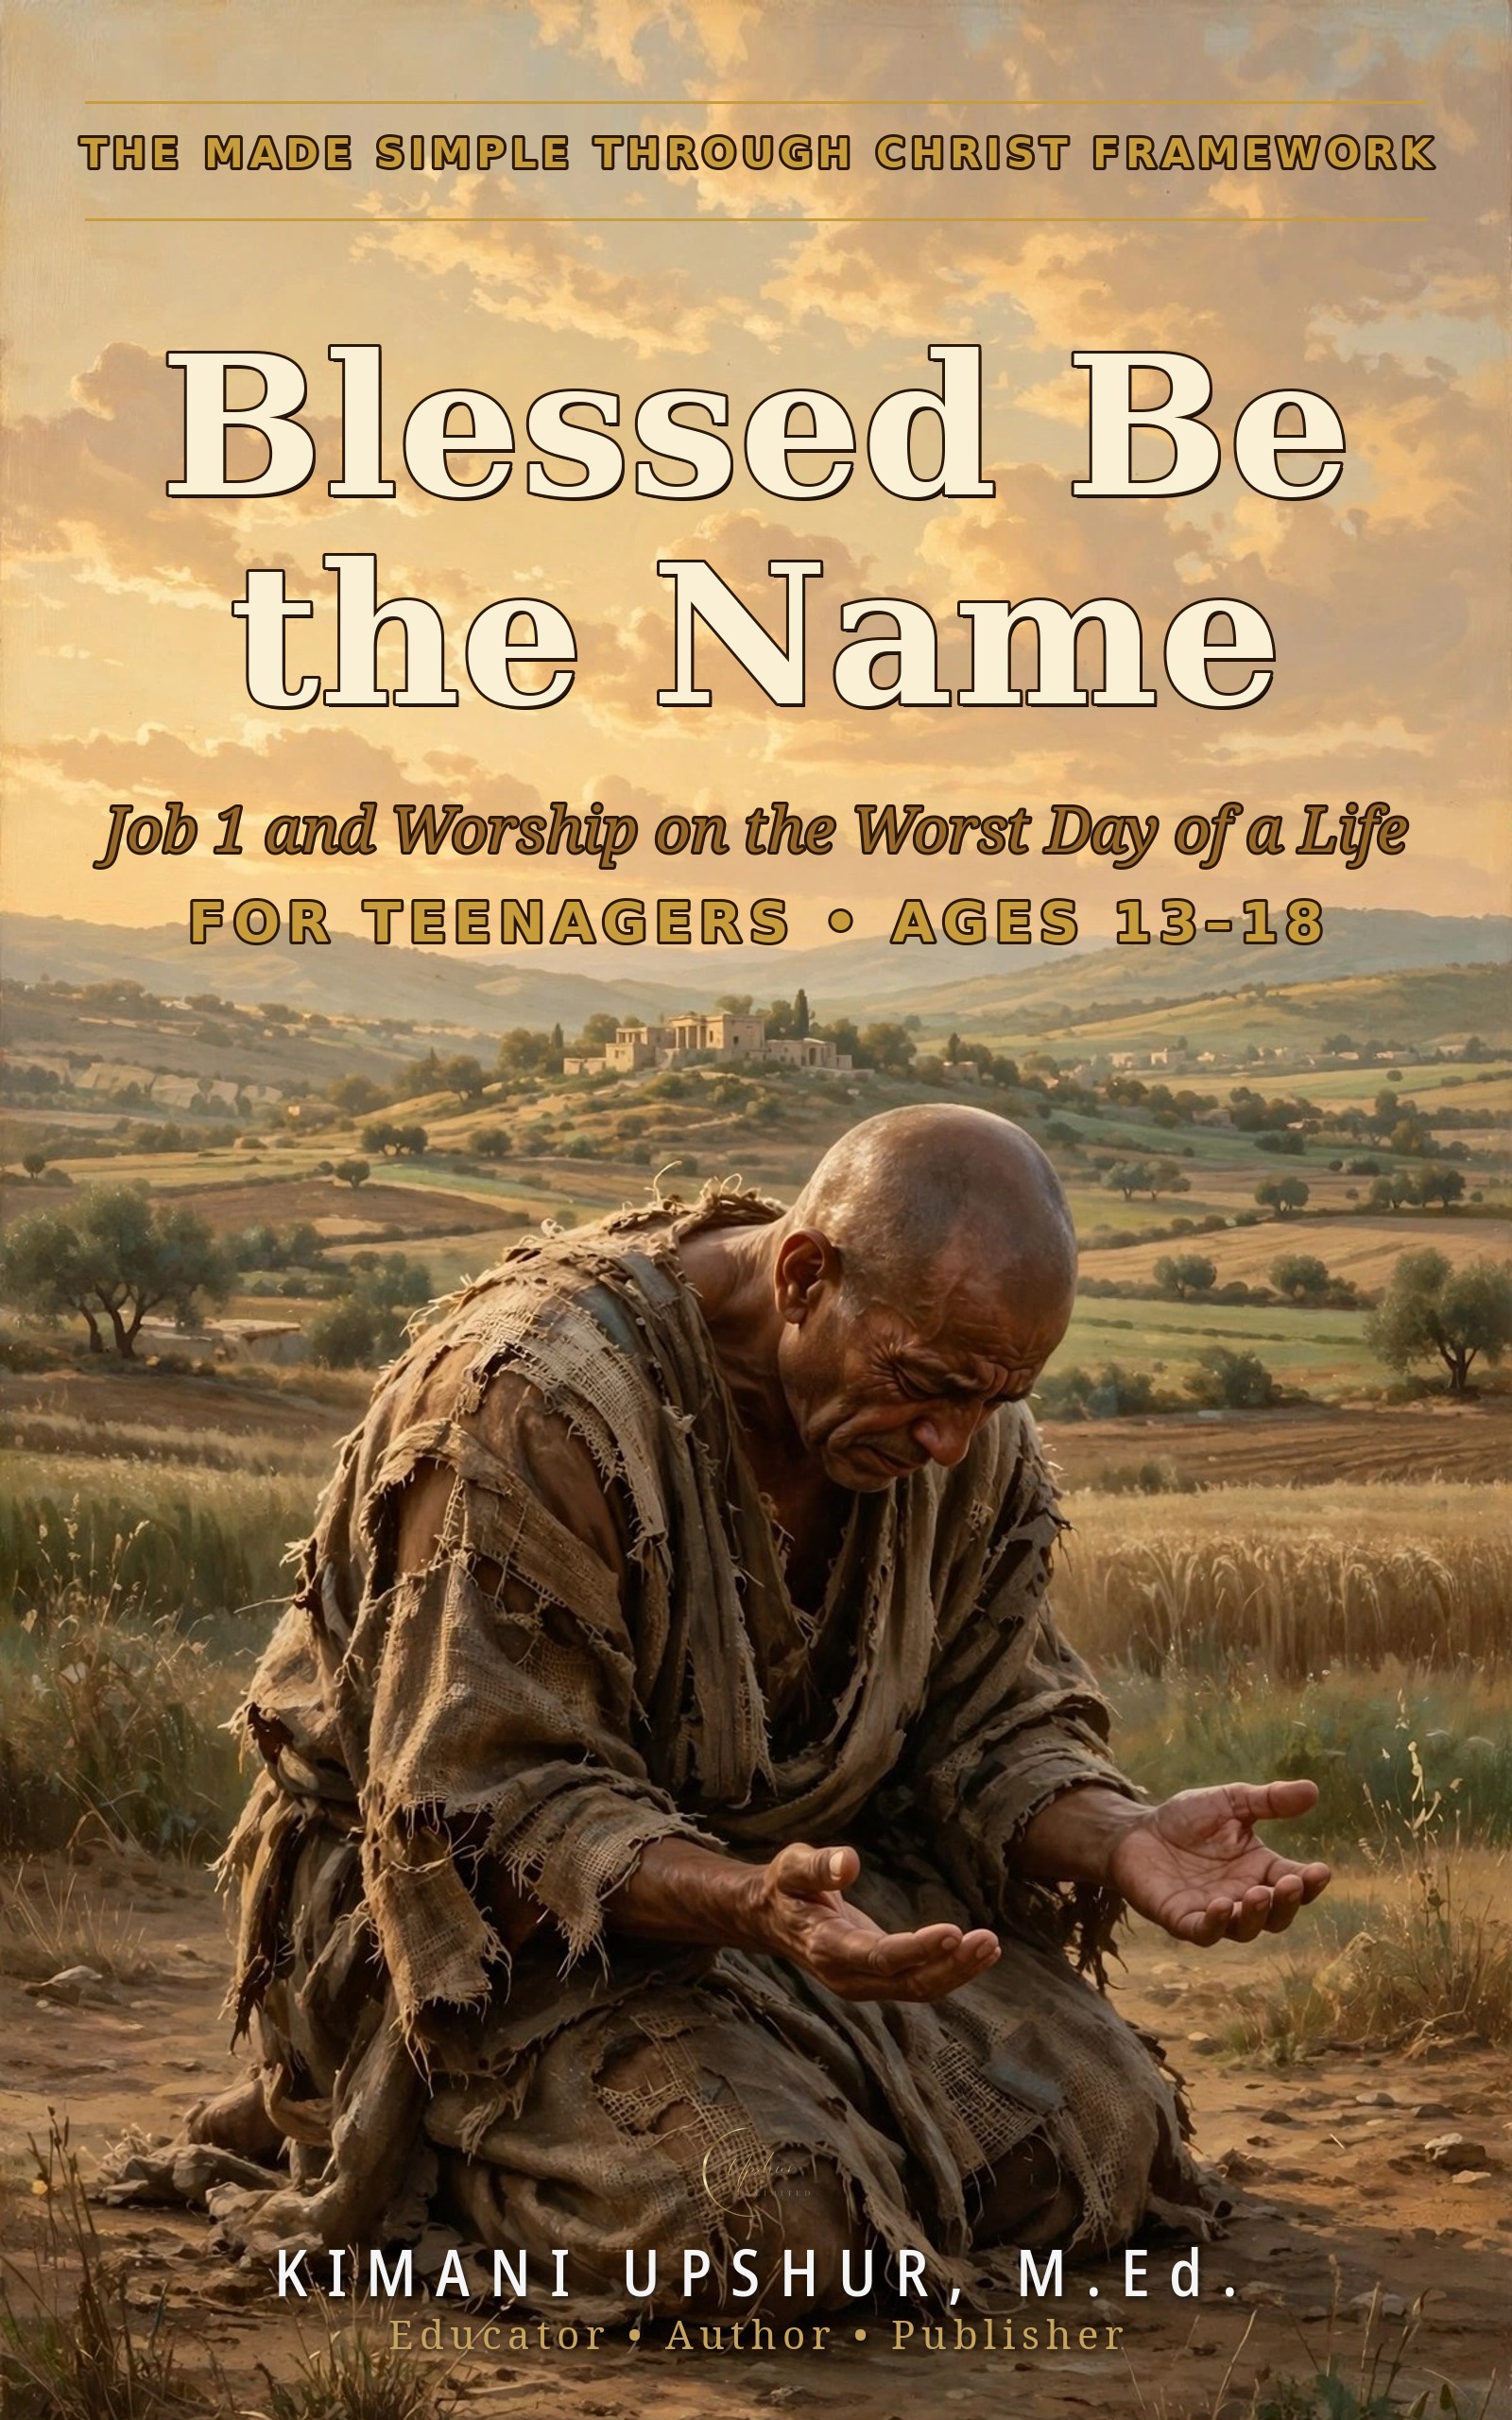 THE MADE SIMPLE THROUGH CHRIST FRAMEWORK
Blessed Be
the Name
Job 1 and Worship on the Worst Day of a Life
FOR TEENAGERS • AGES 13–18
Upshur
KIMANI UPSHUR, M.Ed.
Educator • Author • Publisher